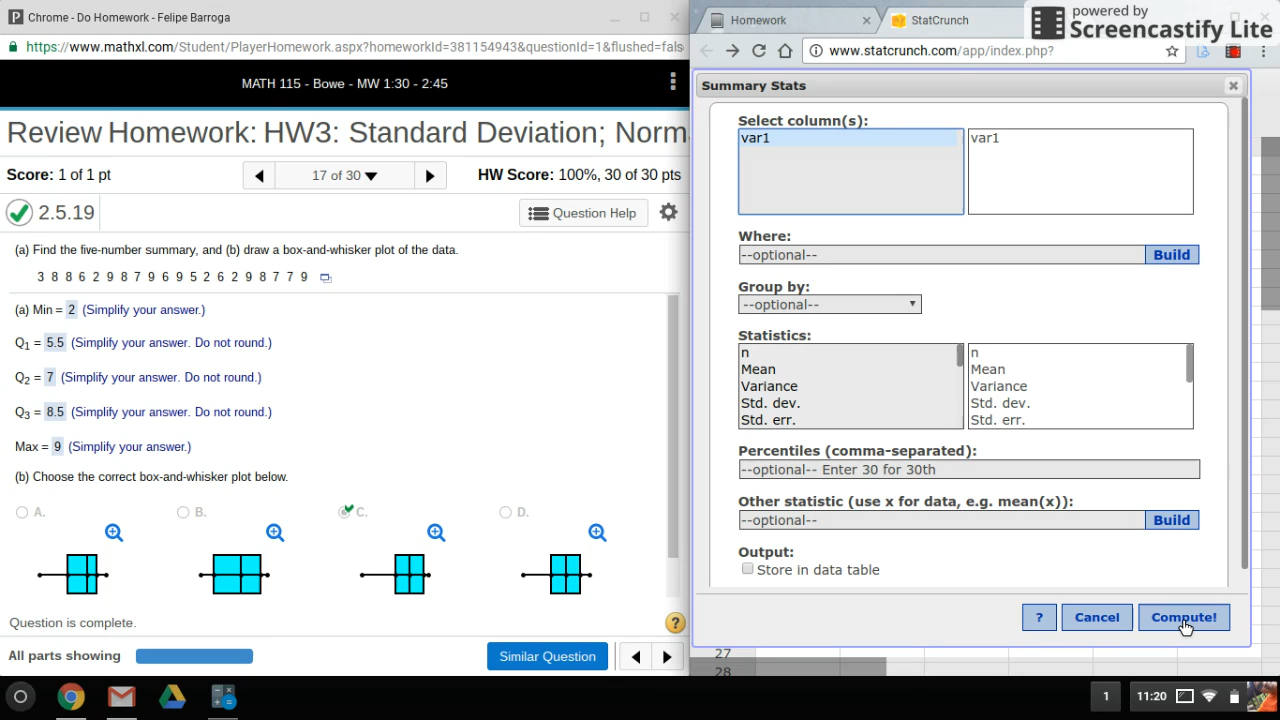 Chrome - Do Homework - Felipe Barroga
https://www.mathxl.com/Student/PlayerHomework.aspx?homeworkId=381154943&questionId=1&flushed=fals
MATH 115 - Bowe - MW 1:30 - 2:45
Review Homework: HW3: Standard Deviation; Norm
Score: 1 of 1 pt
17 of 30
HW Score: 100%, 30 of 30 pts
2.5.19
Question Help
(a) Find the five-number summary, and (b) draw a box-and-whisker plot of the data.
3 8 8 6 2 9 8 7 9 6 9 5 2 6 2 9 8 7 7 9
(a) Min = 2 (Simplify your answer.)
Q1 = 5.5 (Simplify your answer. Do not round.)
Q2 = 7 (Simplify your answer. Do not round.)
Q3 = 8.5 (Simplify your answer. Do not round.)
Max = 9 (Simplify your answer.)
(b) Choose the correct box-and-whisker plot below.
A. B. C. D.
Question is complete.
?
All parts showing
Similar Question
Homework
StatCrunch
powered by
Screencastify Lite
www.statcrunch.com/app/index.php?
Summary Stats
Select column(s):
var1 var1
Where:
--optional-- Build
Group by:
--optional--
Statistics:
n n
Mean Mean
Variance Variance
Std. dev. Std. dev.
Std. err. Std. err.
Percentiles (comma-separated):
--optional-- Enter 30 for 30th
Other statistic (use x for data, e.g. mean(x)):
--optional-- Build
Output:
Store in data table
? Cancel Compute!
27
28
1 11:20